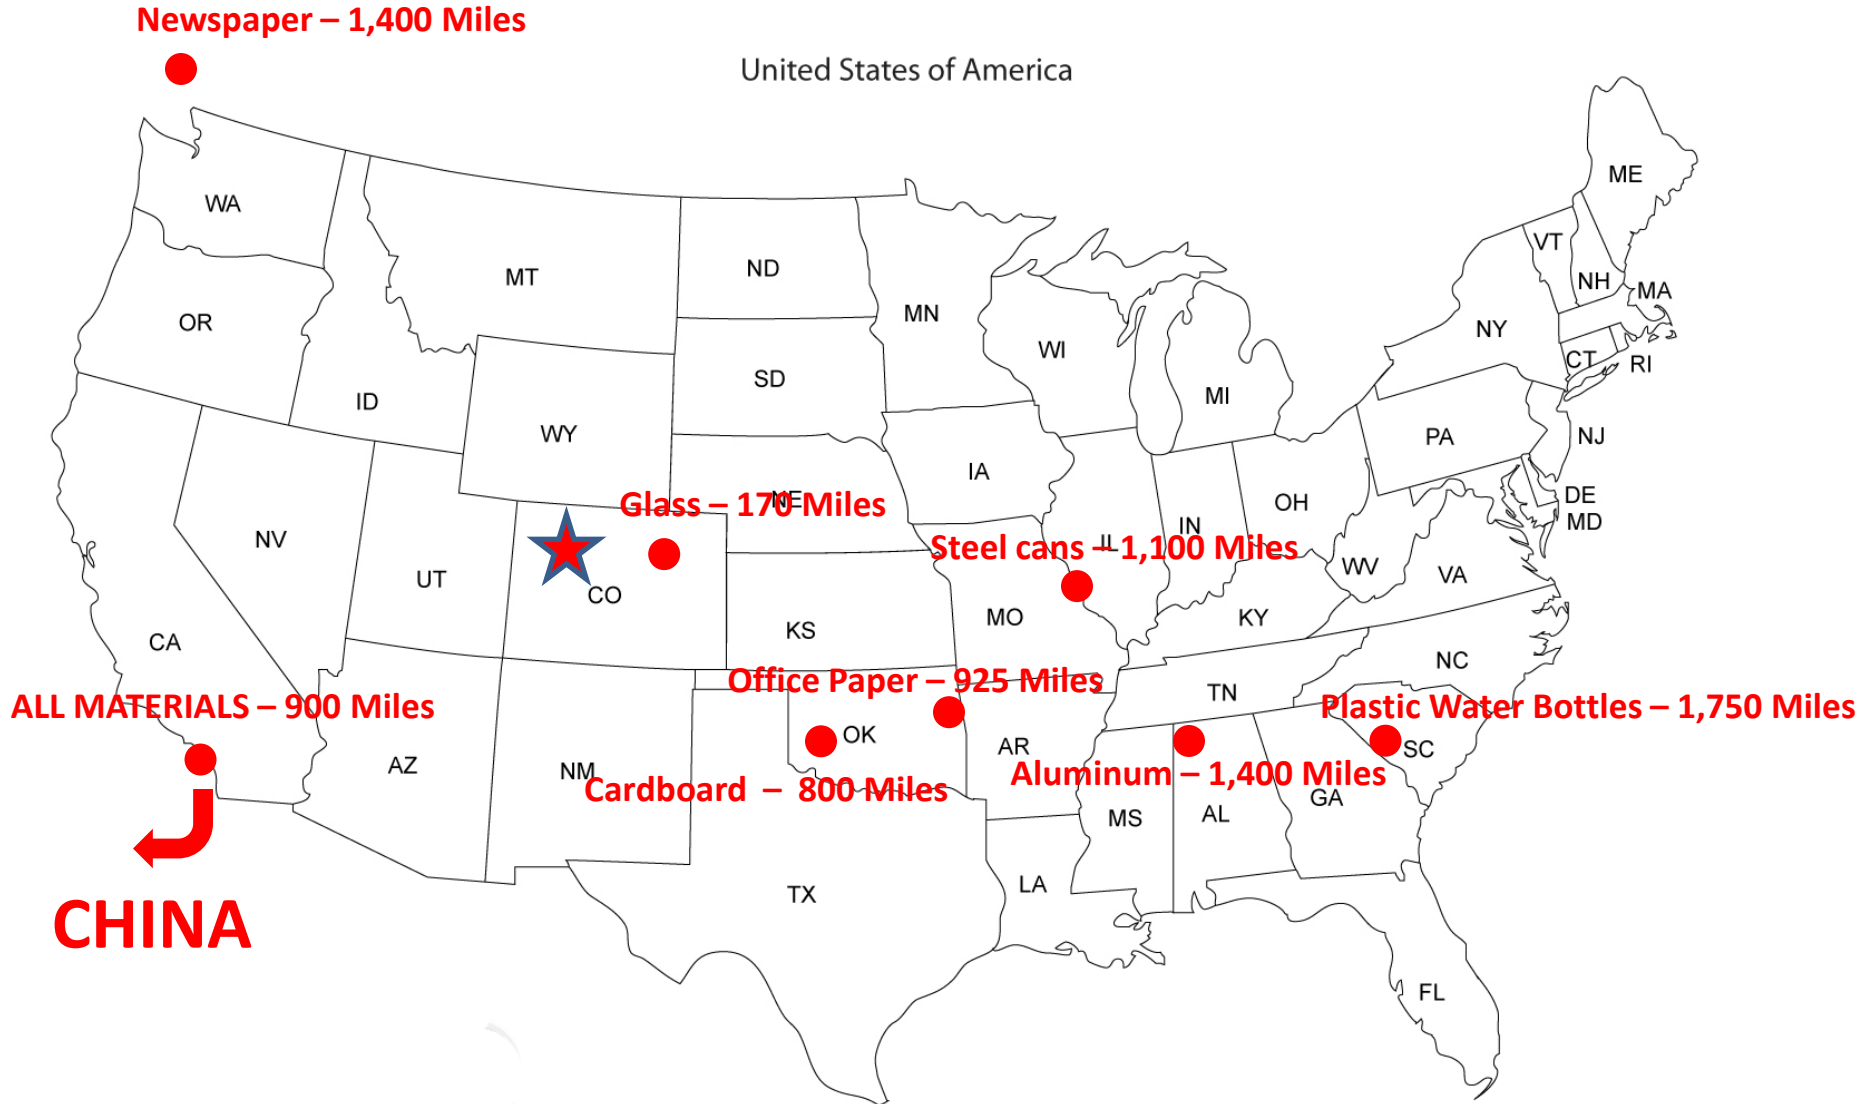 Newspaper – 1,400 Miles
United States of America
ME
WA
VT
ND
MT
NH
MA
MN
OR
NY
WI
CT
RI
SD
MI
ID
WY
PA
NJ
IA
NE
Glass – 170 Miles
OH
DE
MD
IN
NV
IL
Steel cans – 1,100 Miles
WV
VA
UT
CO
MO
KY
KS
CA
NC
Office Paper – 925 Miles
TN
ALL MATERIALS – 900 Miles
Plastic Water Bottles – 1,750 Miles
OK
AR
SC
AZ
NM
Aluminum – 1,400 Miles
Cardboard – 800 Miles
GA
MS
AL
LA
TX
CHINA
FL